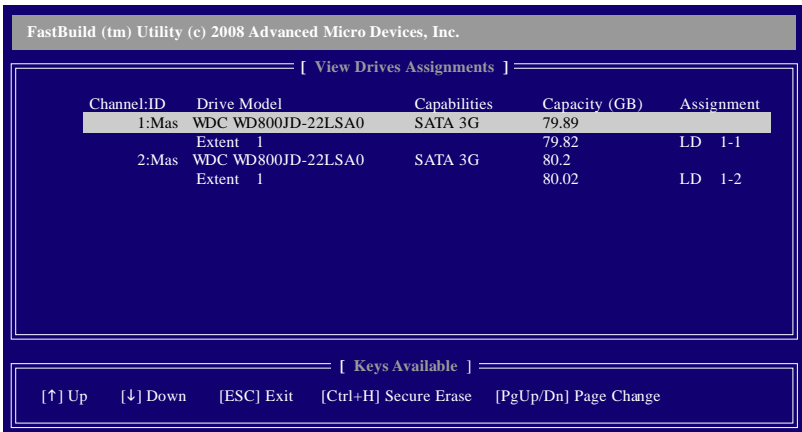 FastBuild (tm) Utility (c) 2008 Advanced Micro Devices, Inc.
[ View Drives Assignments ]
Channel:ID Drive Model Capabilities Capacity (GB) Assignment
1:Mas WDC WD800JD-22LSA0 SATA 3G 79.89
Extent 1 79.82 LD 1-1
2:Mas WDC WD800JD-22LSA0 SATA 3G 80.2
Extent 1 80.02 LD 1-2
[ Keys Available ]
[↑] Up [↓] Down [ESC] Exit [Ctrl+H] Secure Erase [PgUp/Dn] Page Change